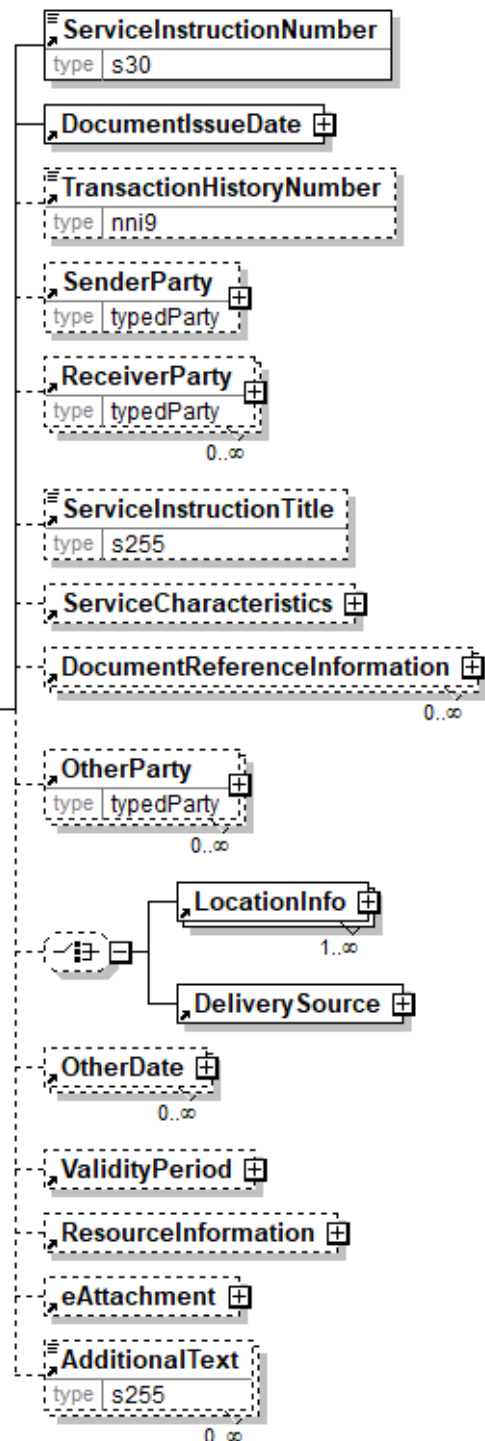 ServiceInstructionNumber
type s30
DocumentIssueDate
TransactionHistoryNumber
type nni9
SenderParty
type typedParty
ReceiverParty
type typedParty
0..∞
ServiceInstructionTitle
type s255
ServiceCharacteristics
DocumentReferenceInformation
0..∞
OtherParty
type typedParty
0..∞
LocationInfo
1..∞
DeliverySource
OtherDate
0..∞
ValidityPeriod
ResourceInformation
eAttachment
AdditionalText
type s255
0..∞